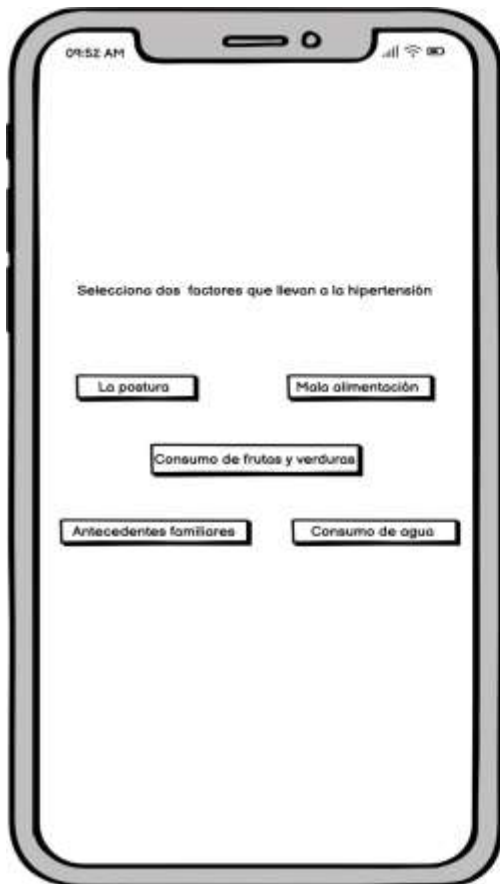 09:52 AM
Selecciona dos factores que llevan a la hipertensión
La postura
Mala alimentación
Consumo de frutas y verduras
Antecedentes familiares
Consumo de agua